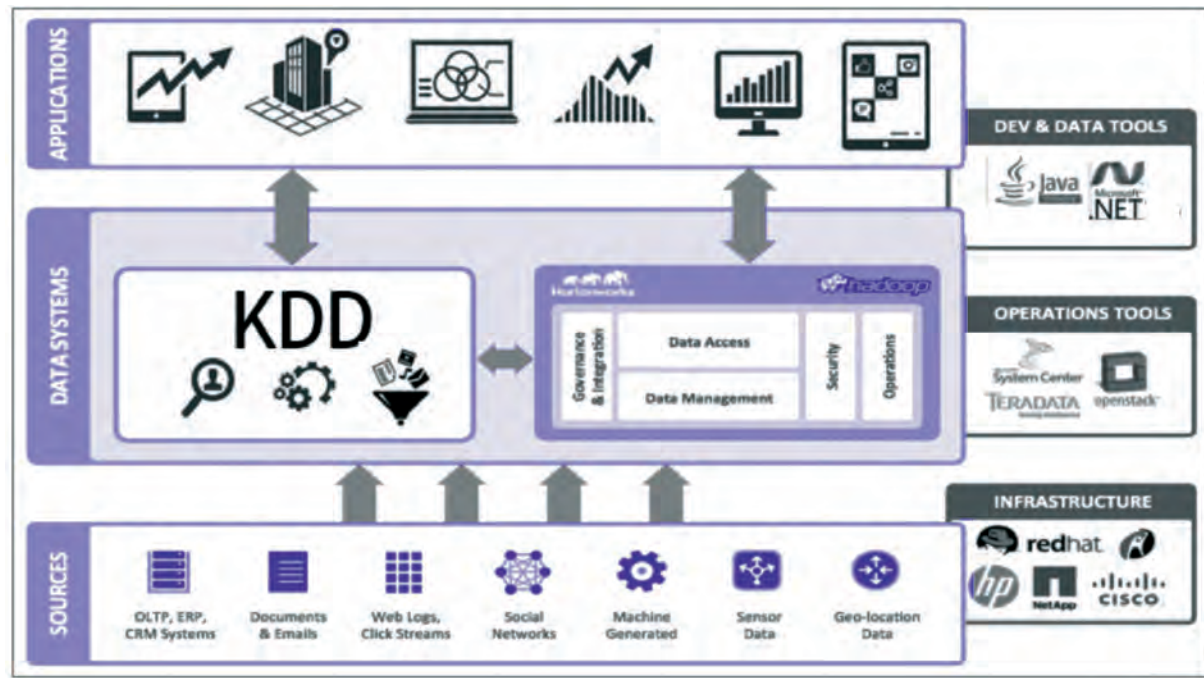 APPLICATIONS
DEV & DATA TOOLS
Java
Microsoft
.NET
DATA SYSTEMS
KDD
Hortonworks
hadoop
Governance
& Integration
Data Access
Data Management
Security
Operations
OPERATIONS TOOLS
System Center
TERADATA
openstack
SOURCES
OLTP, ERP,
CRM Systems
Documents
& Emails
Web Logs,
Click Streams
Social
Networks
Machine
Generated
Sensor
Data
Geo-location
Data
INFRASTRUCTURE
redhat
hp
NetApp
CISCO